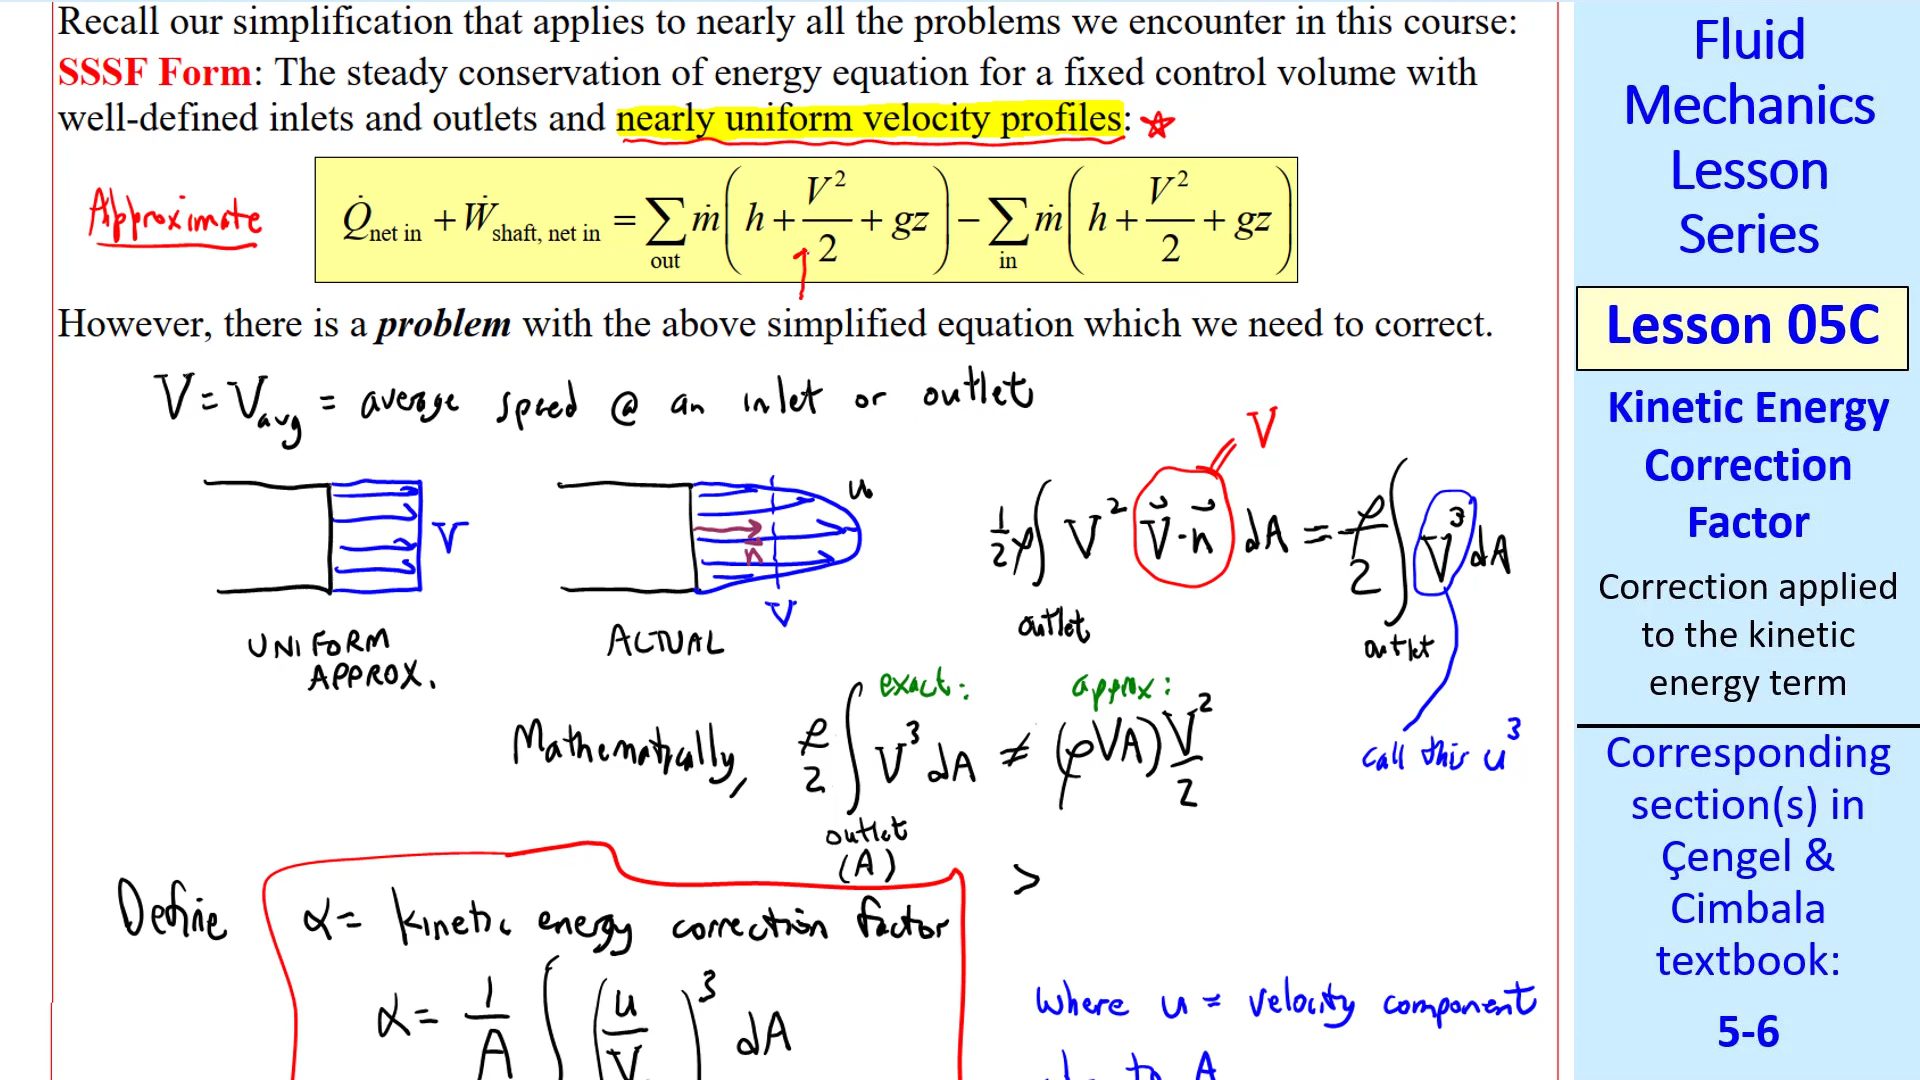 Recall our simplification that applies to nearly all the problems we encounter in this course:
SSSF Form: The steady conservation of energy equation for a fixed control volume with
well-defined inlets and outlets and nearly uniform velocity profiles:
Approximate
Q̇ net in + Ẇ shaft, net in = ∑ out ṁ ( h + V²/2 + gz ) − ∑ in ṁ ( h + V²/2 + gz )
However, there is a problem with the above simplified equation which we need to correct.
V = V avg = average speed @ an inlet or outlet
V
u
V
n
V
UNIFORM
APPROX.
ACTUAL
½ρ ∫ outlet V² V⃗·n⃗ dA = ρ/2 ∫ outlet V³ dA
call this u³
exact: approx:
Mathematically, ρ/2 ∫ outlet (A) V³ dA ≠ (ρVA) V²/2
>
Define α = kinetic energy correction factor
α = 1/A ∫ (u/V)³ dA
where u = velocity component
to A
Fluid
Mechanics
Lesson
Series
Lesson 05C
Kinetic Energy
Correction
Factor
Correction applied
to the kinetic
energy term
Corresponding
section(s) in
Çengel &
Cimbala
textbook:
5-6